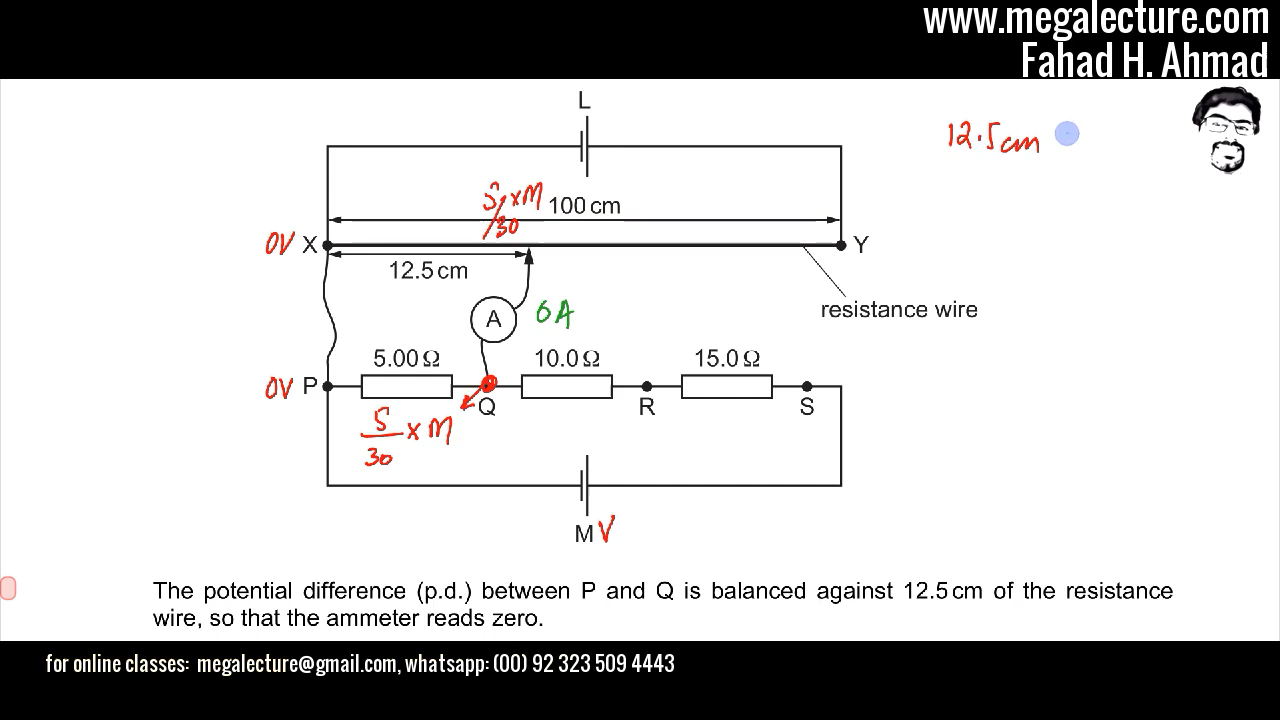 www.megalecture.com
Fahad H. Ahmad
L
12.5cm
5/30 × M
100 cm
0V X
Y
12.5 cm
resistance wire
A
0A
5.00 Ω
10.0 Ω
15.0 Ω
0V P
Q
R
S
5/30 × M
M V
The potential difference (p.d.) between P and Q is balanced against 12.5 cm of the resistance
wire, so that the ammeter reads zero.
for online classes: megalecture@gmail.com, whatsapp: (00) 92 323 509 4443